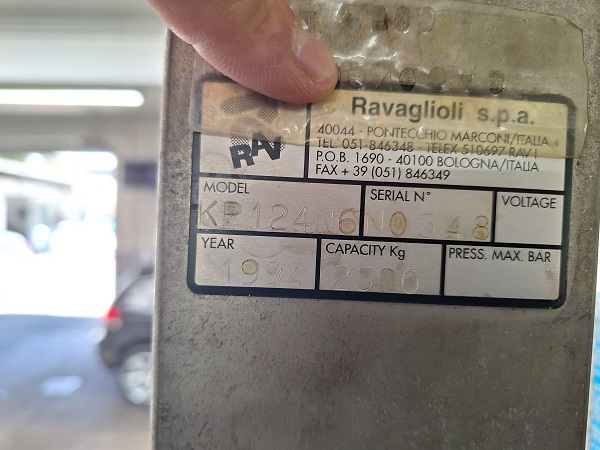 Ravaglioli s.p.a.
RAV
40044 - PONTECCHIO MARCONI/ITALIA
TEL. 051-846348 - TELEX 510697 RAV I
P.O.B. 1690 - 40100 BOLOGNA/ITALIA
FAX + 39 (051) 846349
MODEL SERIAL N° VOLTAGE
KP124N6N0348
YEAR CAPACITY Kg PRESS. MAX. BAR
1994 2500